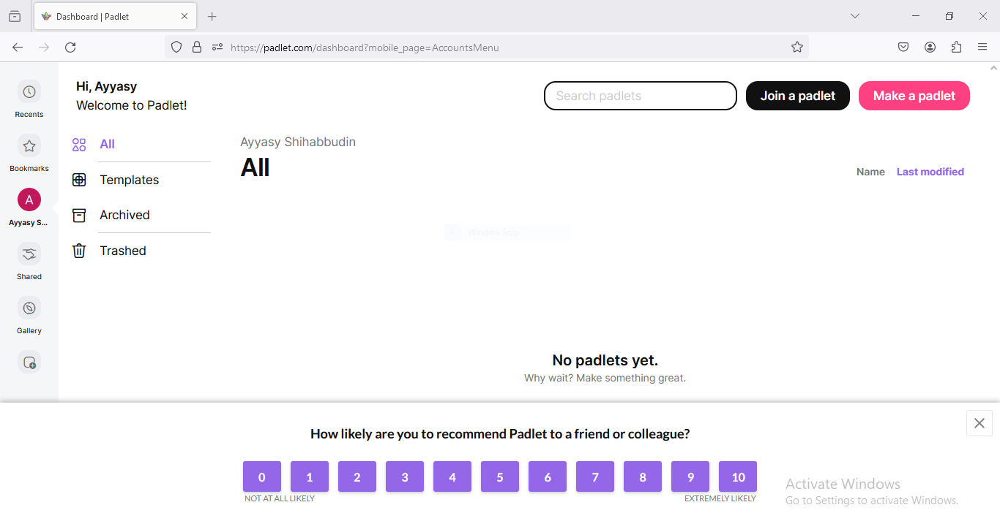 Dashboard | Padlet
https://padlet.com/dashboard?mobile_page=AccountsMenu
Hi, Ayyasy
Welcome to Padlet!
Search padlets
Join a padlet
Make a padlet
Recents
Bookmarks
A
Ayyasy S...
Shared
Gallery
All
Templates
Archived
Trashed
Ayyasy Shihabbudin
All
Name
Last modified
Window Snip
No padlets yet.
Why wait? Make something great.
How likely are you to recommend Padlet to a friend or colleague?
0 1 2 3 4 5 6 7 8 9 10
NOT AT ALL LIKELY
EXTREMELY LIKELY
Activate Windows
Go to Settings to activate Windows.